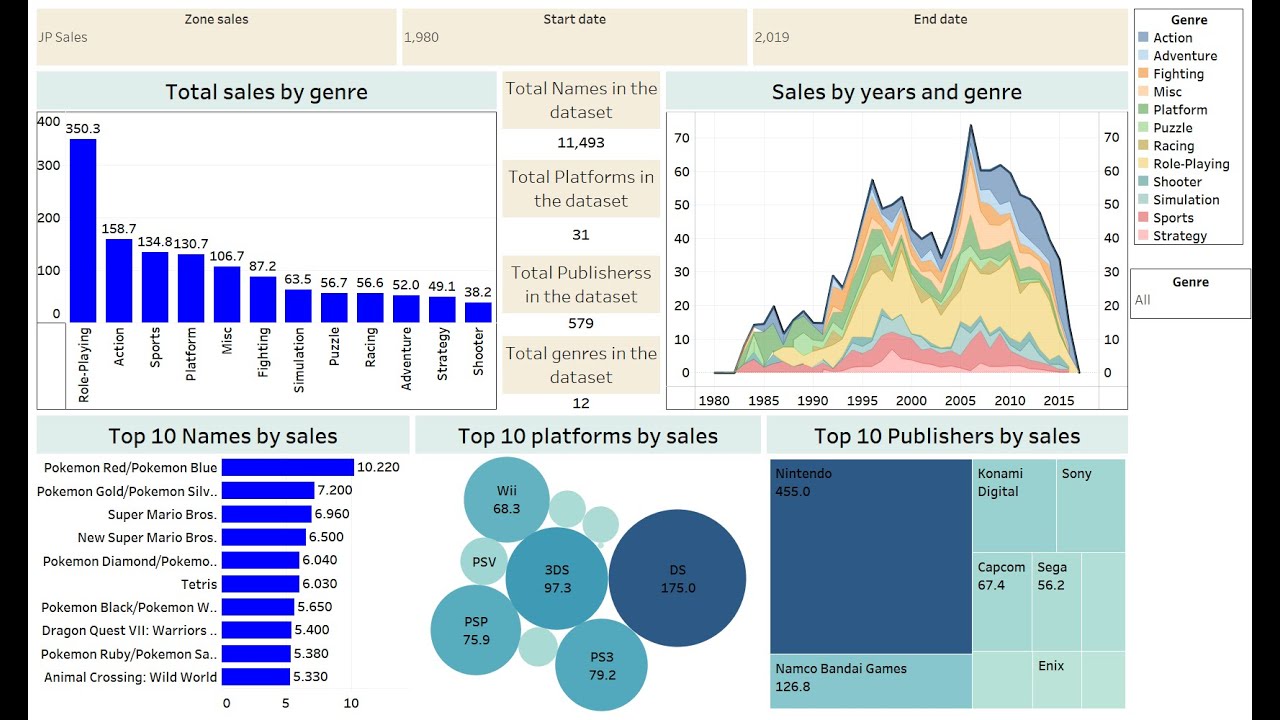 Zone sales
JP Sales
Start date
1,980
End date
2,019
Genre
Action
Adventure
Fighting
Misc
Platform
Puzzle
Racing
Role-Playing
Shooter
Simulation
Sports
Strategy
Genre
All
Total sales by genre
400
300
200
100
0
350.3
158.7
134.8
130.7
106.7
87.2
63.5
56.7
56.6
52.0
49.1
38.2
Role-Playing
Action
Sports
Platform
Misc
Fighting
Simulation
Puzzle
Racing
Adventure
Strategy
Shooter
Total Names in the
dataset
11,493
Total Platforms in
the dataset
31
Total Publisherss
in the dataset
579
Total genres in the
dataset
12
Sales by years and genre
70
60
50
40
30
20
10
0
70
60
50
40
30
20
10
0
1980
1985
1990
1995
2000
2005
2010
2015
Top 10 Names by sales
Pokemon Red/Pokemon Blue 10.220
Pokemon Gold/Pokemon Silv.. 7.200
Super Mario Bros. 6.960
New Super Mario Bros. 6.500
Pokemon Diamond/Pokemo.. 6.040
Tetris 6.030
Pokemon Black/Pokemon W.. 5.650
Dragon Quest VII: Warriors .. 5.400
Pokemon Ruby/Pokemon Sa.. 5.380
Animal Crossing: Wild World 5.330
0 5 10
Top 10 platforms by sales
Wii
68.3
PSV
3DS
97.3
DS
175.0
PSP
75.9
PS3
79.2
Top 10 Publishers by sales
Nintendo
455.0
Konami
Digital
Sony
Capcom
67.4
Sega
56.2
Namco Bandai Games
126.8
Enix